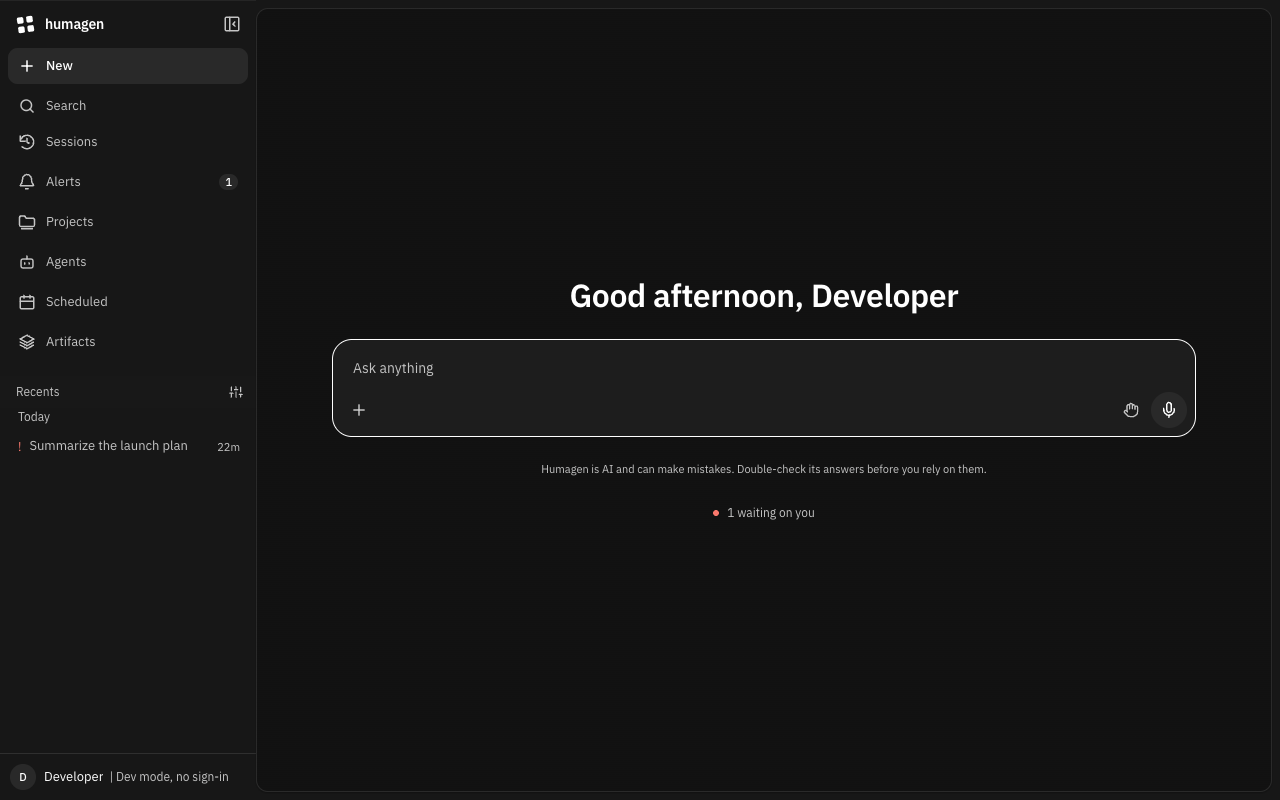 humagen
New
Search
Sessions
Alerts 1
Projects
Agents
Scheduled
Artifacts
Recents
Today
! Summarize the launch plan 22m
D Developer | Dev mode, no sign-in
Good afternoon, Developer
Ask anything
Humagen is AI and can make mistakes. Double-check its answers before you rely on them.
1 waiting on you